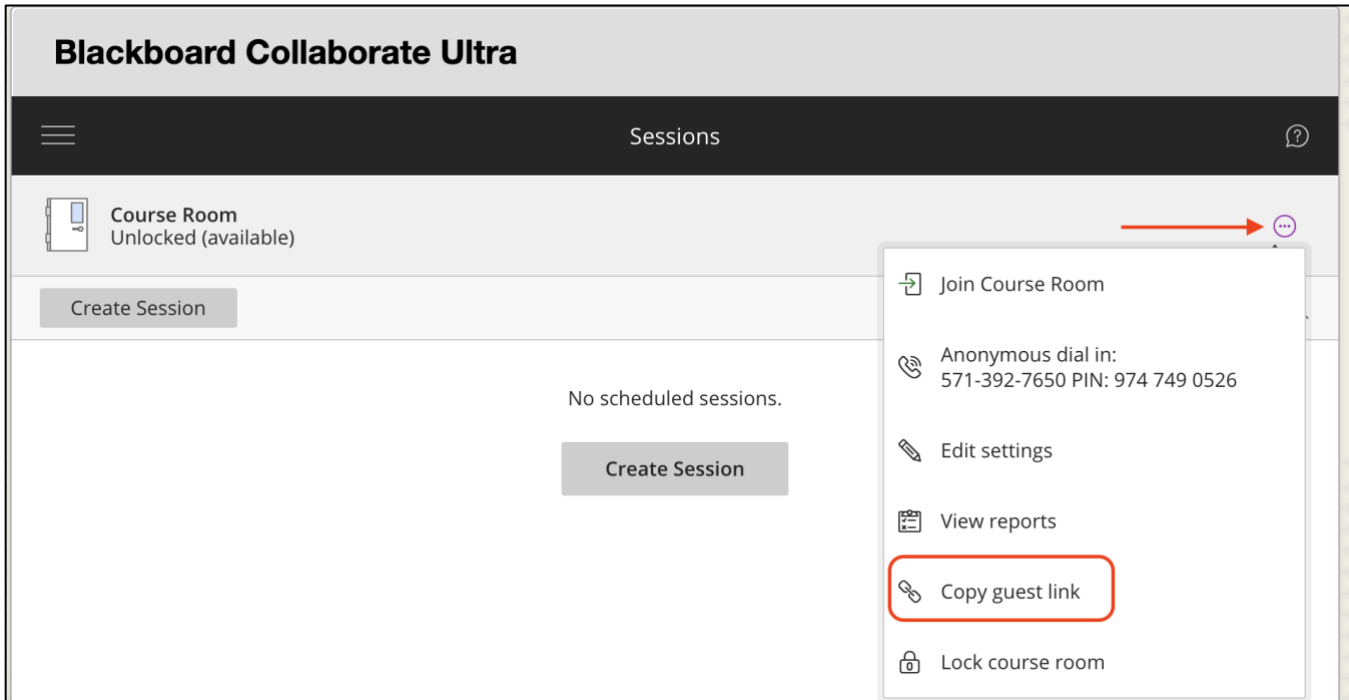 Blackboard Collaborate Ultra
Sessions
Course Room
Unlocked (available)
Create Session
No scheduled sessions.
Create Session
Join Course Room
Anonymous dial in:
571-392-7650 PIN: 974 749 0526
Edit settings
View reports
Copy guest link
Lock course room